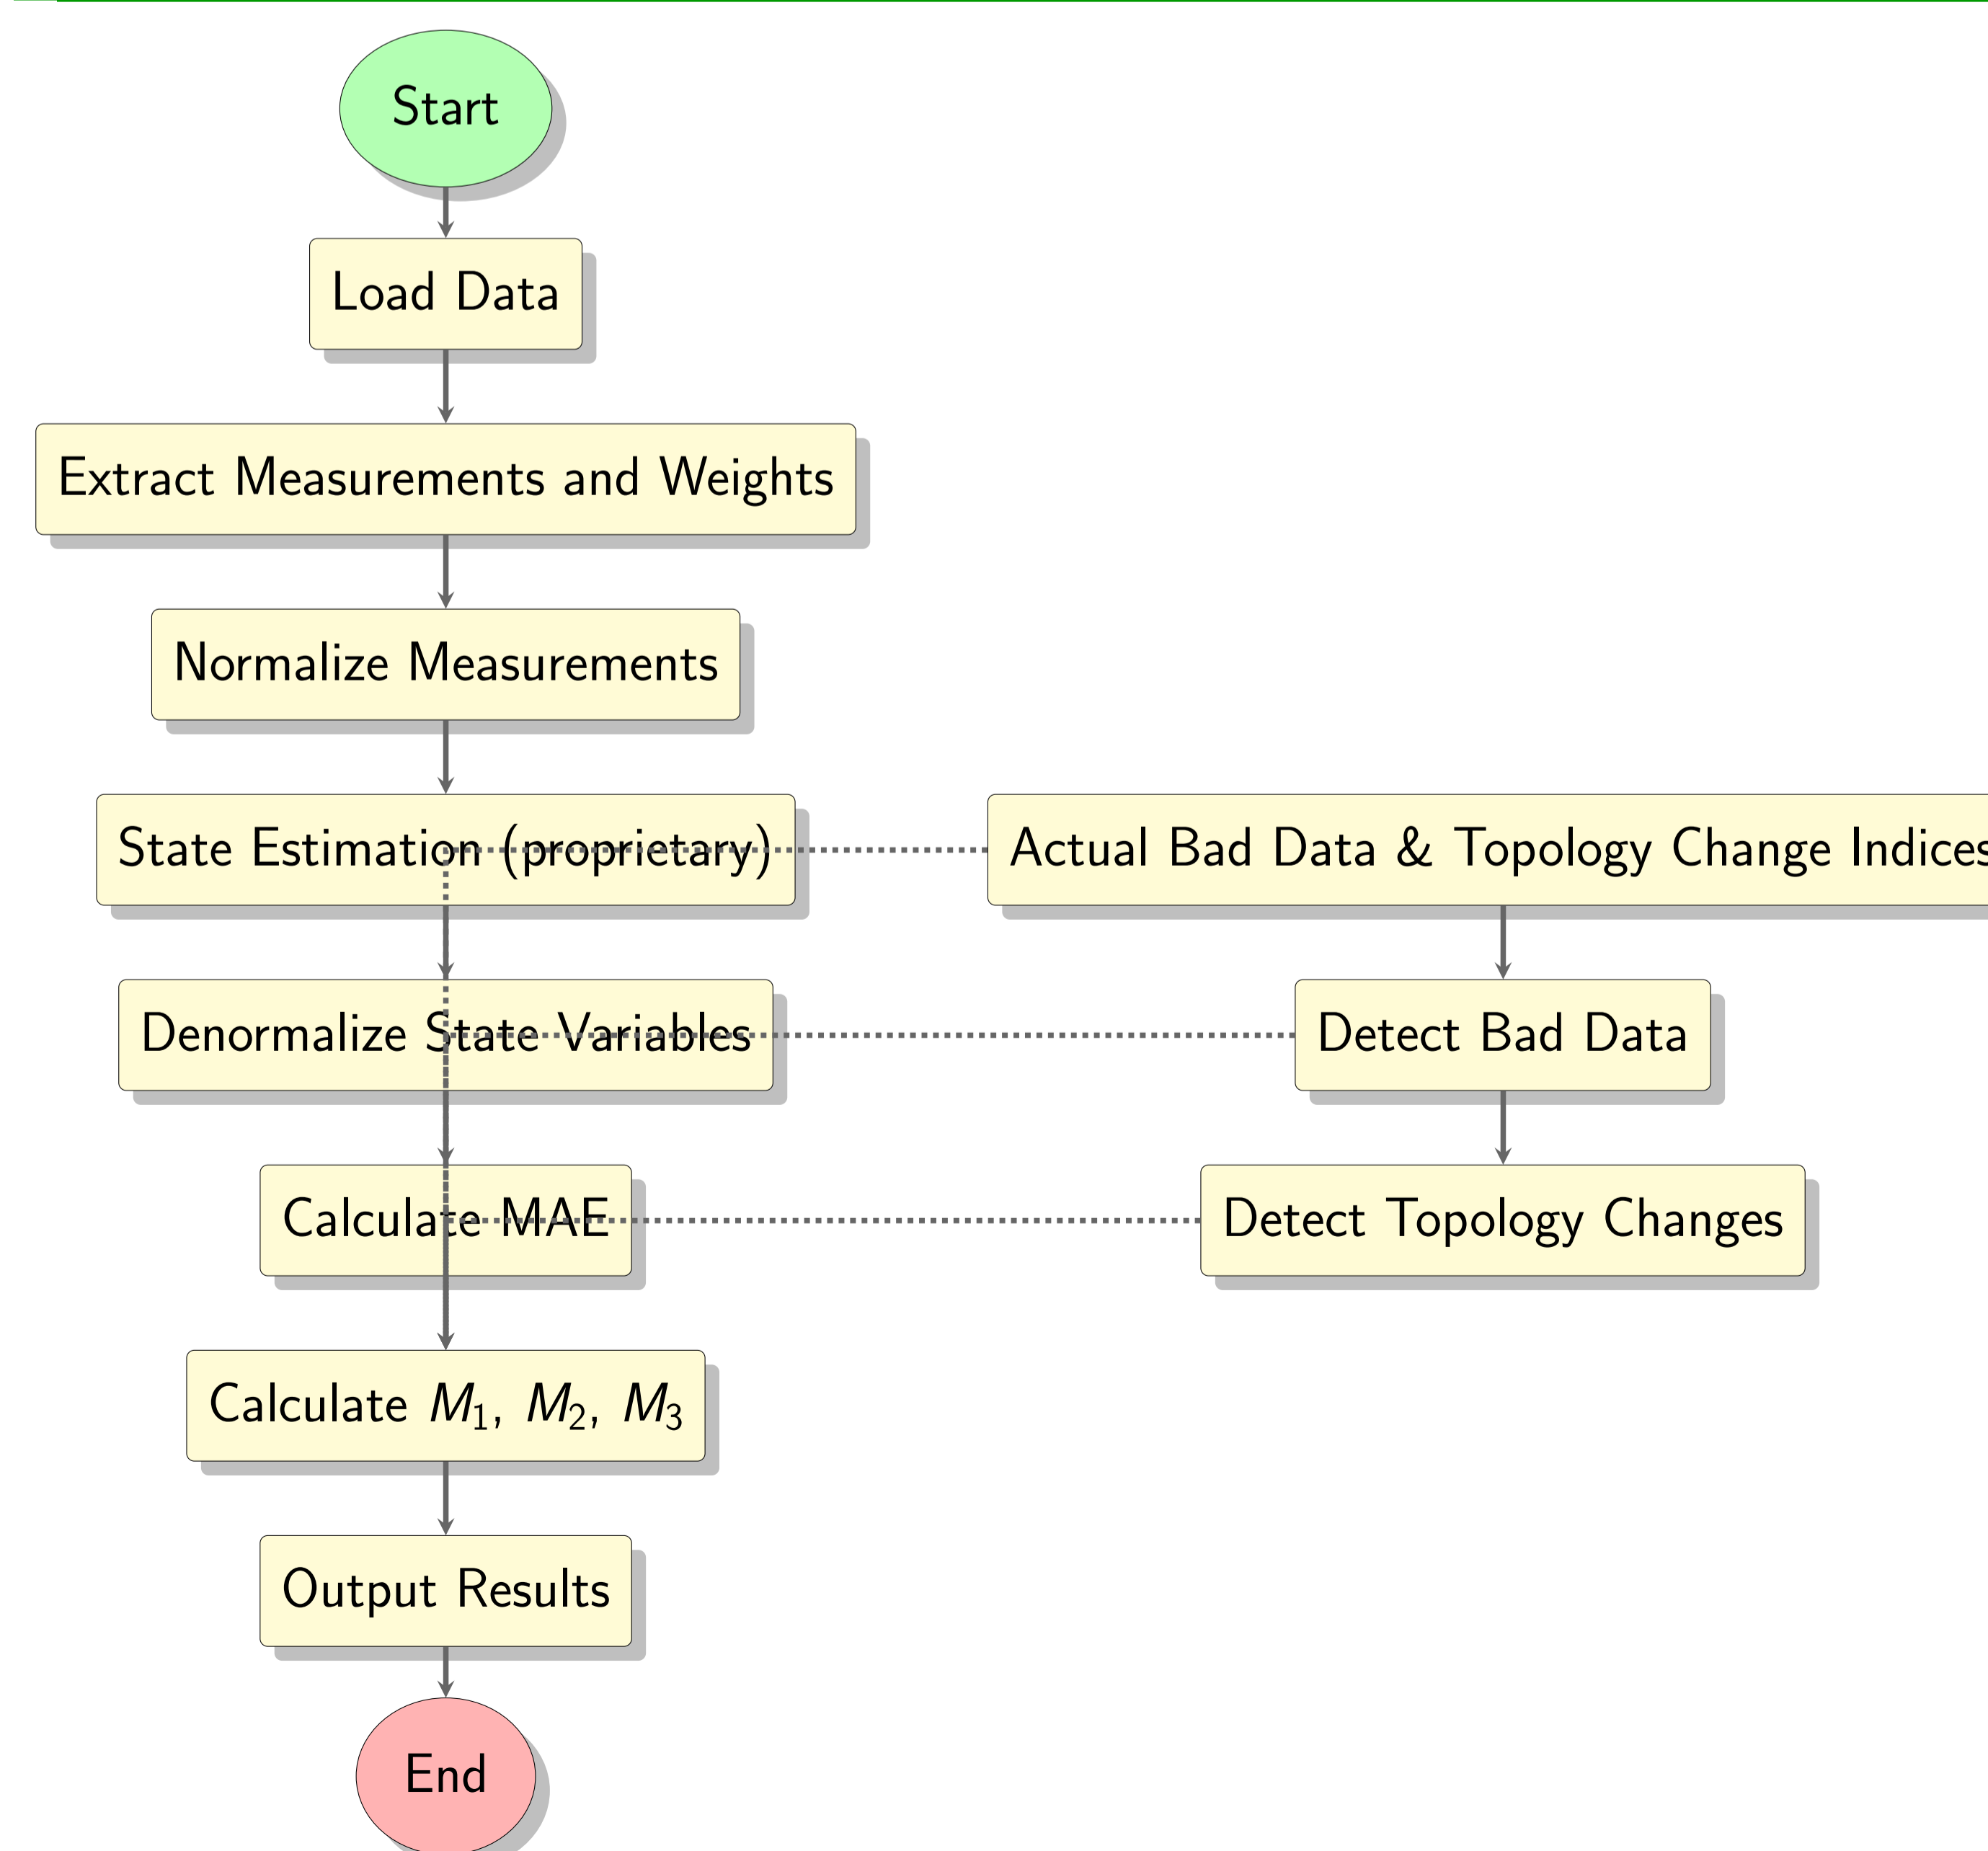 Start
Load Data
Extract Measurements and Weights
Normalize Measurements
State Estimation (proprietary)
Actual Bad Data & Topology Change Indices
Denormalize State Variables
Detect Bad Data
Calculate MAE
Detect Topology Changes
Calculate M₁, M₂, M₃
Output Results
End